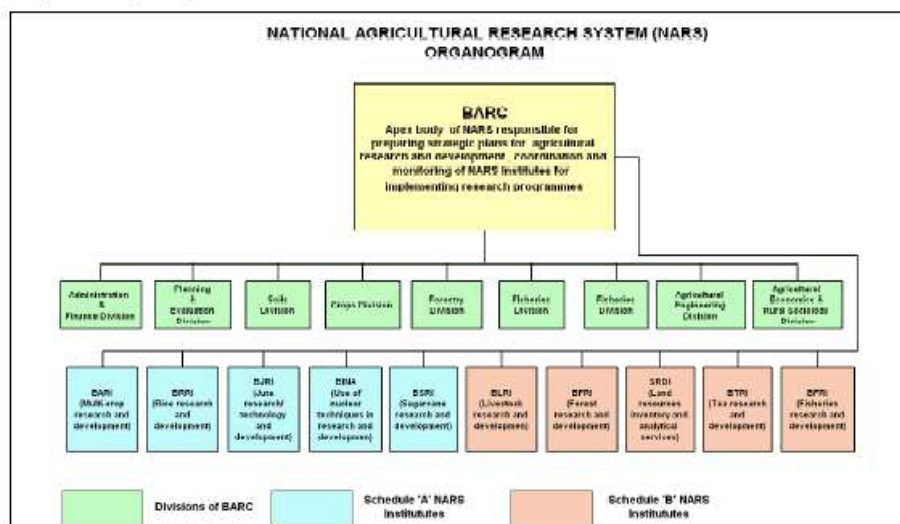 NATIONAL AGRICULTURAL RESEARCH SYSTEM (NARS)
ORGANOGRAM
BARC
Apex body of NARS responsible for
preparing strategic plans for agricultural
research and development, coordination and
monitoring of NARS institutes for
implementing research programmes
Administration
&
Finance Division
Planning
&
Evaluation
Division
Soils
Division
Crops Division
Forestry
Division
Fisheries
Division
Fisheries
Division
Agricultural
Engineering
Division
Agricultural
Economics &
Rural Sociology
Division
BARI
(Multi-crop
research and
development)
BRRI
(Rice research
and
development)
BJRI
(Jute
research/
technology
and
development)
BINA
(Use of
nuclear
techniques in
research and
development)
BSRI
(Sugarcane
research and
development)
BLRI
(Livestock
research and
development)
BFRI
(Forest
research and
development)
SRDI
(Land
resources
inventory and
analytical
services)
BTRI
(Tea research
and
development)
BFRI
(Fisheries
research and
development)
Divisions of BARC
Schedule 'A' NARS
Institututes
Schedule 'B' NARS
Institututes